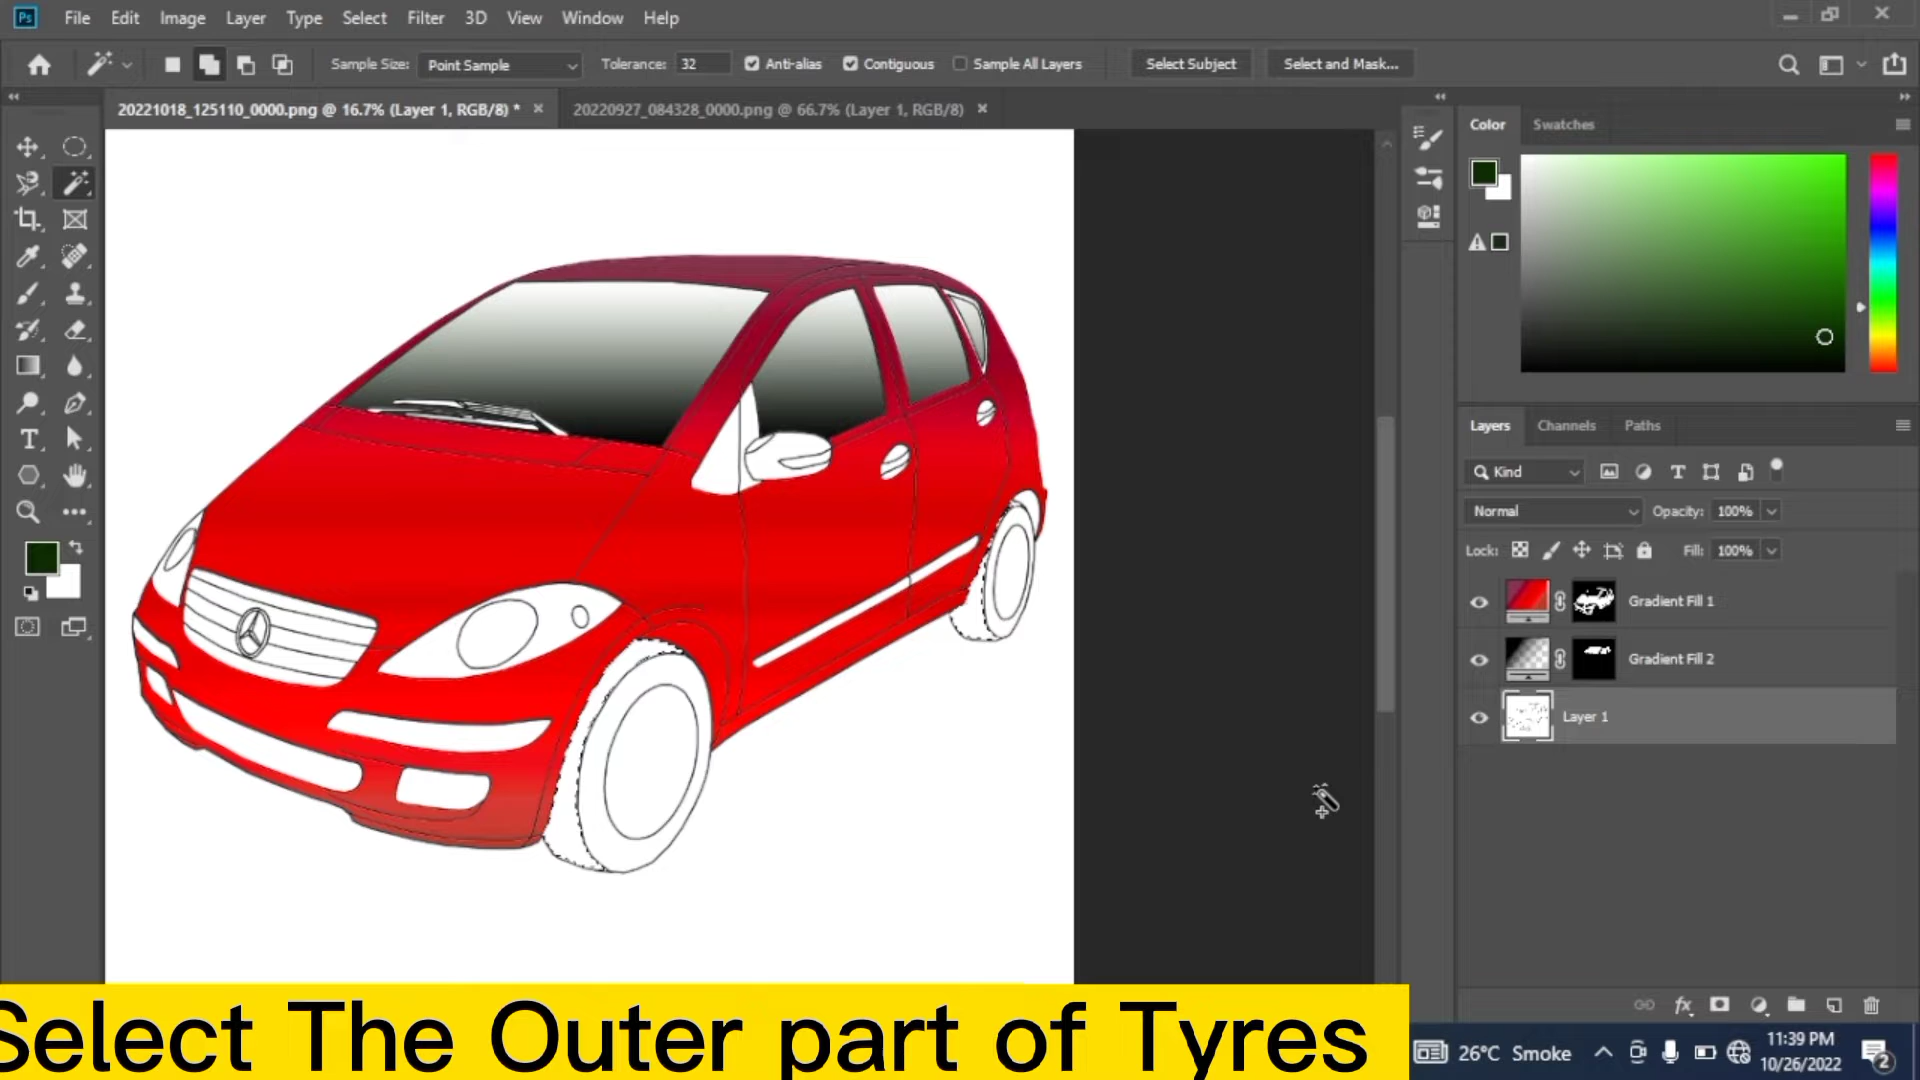 Ps File Edit Image Layer Type Select Filter 3D View Window Help
Sample Size: Point Sample Tolerance: 32 Anti-alias Contiguous Sample All Layers Select Subject Select and Mask...
20221018_125110_0000.png @ 16.7% (Layer 1, RGB/8) * 20220927_084328_0000.png @ 66.7% (Layer 1, RGB/8)
Color Swatches
Layers Channels Paths
Kind
Normal Opacity: 100%
Lock: Fill: 100%
Gradient Fill 1
Gradient Fill 2
Layer 1
Select The Outer part of Tyres
26°C Smoke
11:39 PM
10/26/2022
2